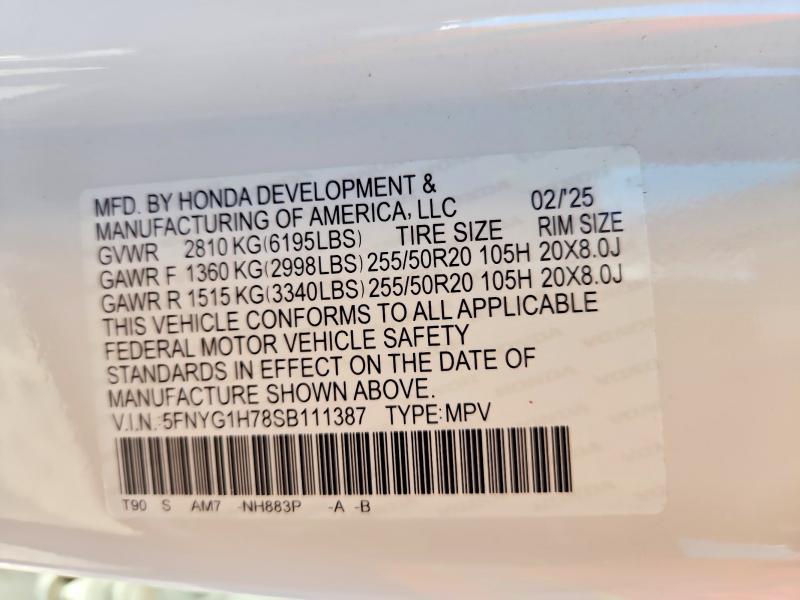 MFD. BY HONDA DEVELOPMENT &
MANUFACTURING OF AMERICA, LLC 02/'25
GVWR 2810 KG(6195LBS) TIRE SIZE RIM SIZE
GAWR F 1360 KG(2998LBS) 255/50R20 105H 20X8.0J
GAWR R 1515 KG(3340LBS) 255/50R20 105H 20X8.0J
THIS VEHICLE CONFORMS TO ALL APPLICABLE
FEDERAL MOTOR VEHICLE SAFETY
STANDARDS IN EFFECT ON THE DATE OF
MANUFACTURE SHOWN ABOVE.
V.I.N.:5FNYG1H78SB111387 TYPE:MPV
T90 S AM7 -NH883P -A -B